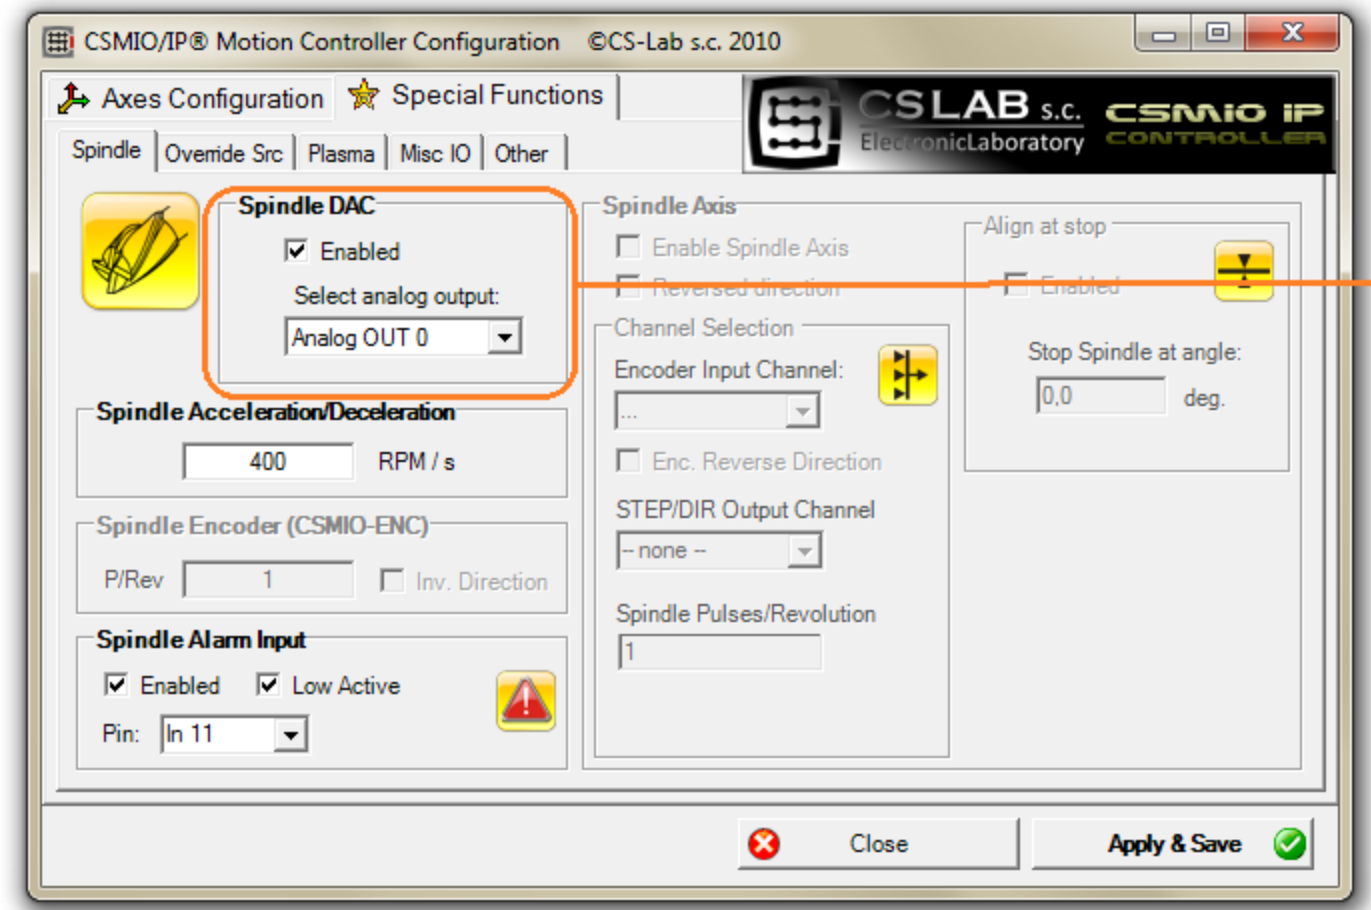 CSMIO/IP® Motion Controller Configuration ©CS-Lab s.c. 2010
Axes Configuration Special Functions
CSLAB s.c.
ElectronicLaboratory
CSMIO IP
CONTROLLER
Spindle Override Src Plasma Misc IO Other
Spindle DAC
Enabled
Select analog output:
Analog OUT 0
Spindle Acceleration/Deceleration
400 RPM / s
Spindle Encoder (CSMIO-ENC)
P/Rev 1 Inv. Direction
Spindle Alarm Input
Enabled Low Active
Pin: In 11
Spindle Axis
Enable Spindle Axis
Reversed direction
Channel Selection
Encoder Input Channel:
...
Enc. Reverse Direction
STEP/DIR Output Channel
-- none --
Spindle Pulses/Revolution
1
Align at stop
Enabled
Stop Spindle at angle:
0,0 deg.
Close Apply & Save